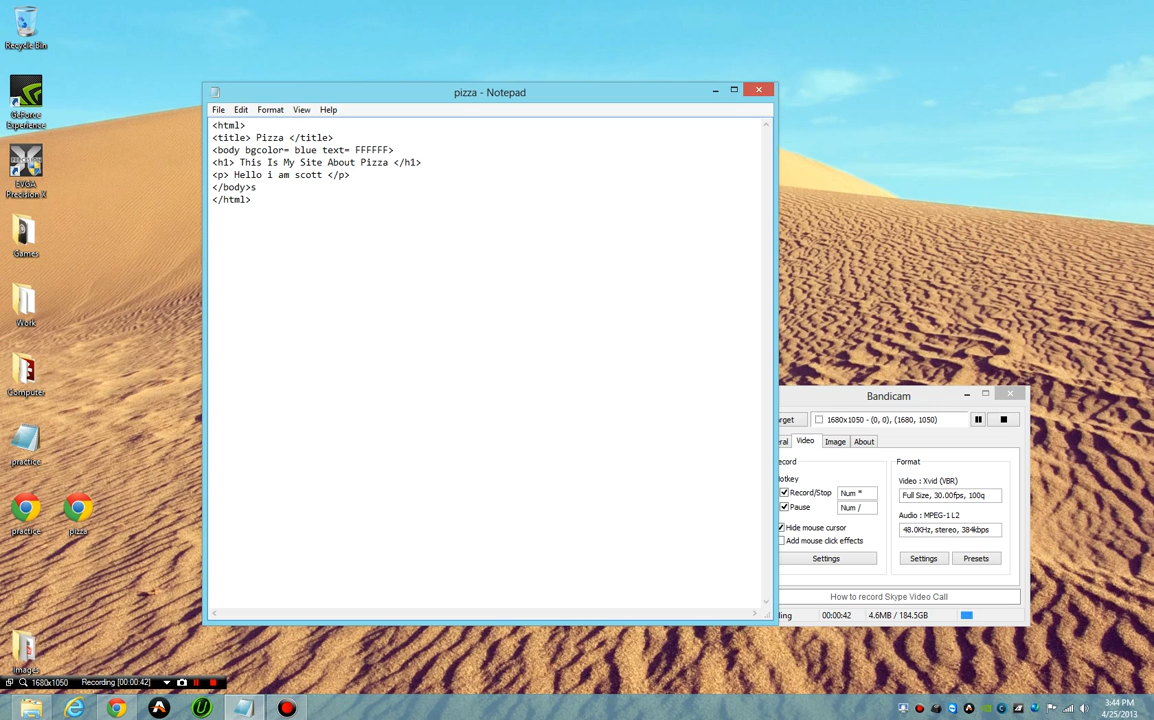 Recycle Bin
GeForce
Experience
EVGA
Precision X
Games
Work
Computer
practice
practice
pizza
Images
pizza - Notepad
File Edit Format View Help
<html>
<title> Pizza </title>
<body bgcolor= blue text= FFFFFF>
<h1> This Is My Site About Pizza </h1>
<p> Hello i am scott </p>
</body>s
</html>
Bandicam
rget
1680x1050 - (0, 0), (1680, 1050)
ral Video Image About
ecord
otkey
Record/Stop Num *
Pause Num /
Hide mouse cursor
Add mouse click effects
Settings
Format
Video : Xvid (VBR)
Full Size, 30.00fps, 100q
Audio : MPEG-1 L2
48.0KHz, stereo, 384kbps
Settings Presets
How to record Skype Video Call
ding 00:00:42 4.6MB / 184.5GB
1680x1050 Recording [00:00:42]
3:44 PM
4/25/2013